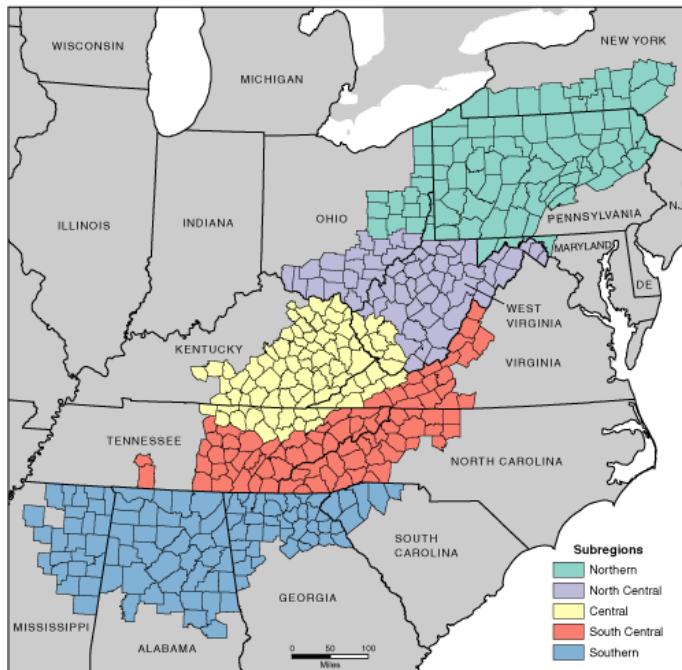 WISCONSIN
MICHIGAN
NEW YORK
ILLINOIS
INDIANA
OHIO
PENNSYLVANIA
NJ
MARYLAND
DE
WEST
VIRGINIA
KENTUCKY
VIRGINIA
TENNESSEE
NORTH CAROLINA
SOUTH
CAROLINA
GEORGIA
MISSISSIPPI
ALABAMA
Subregions
Northern
North Central
Central
South Central
Southern
0 50 100
Miles